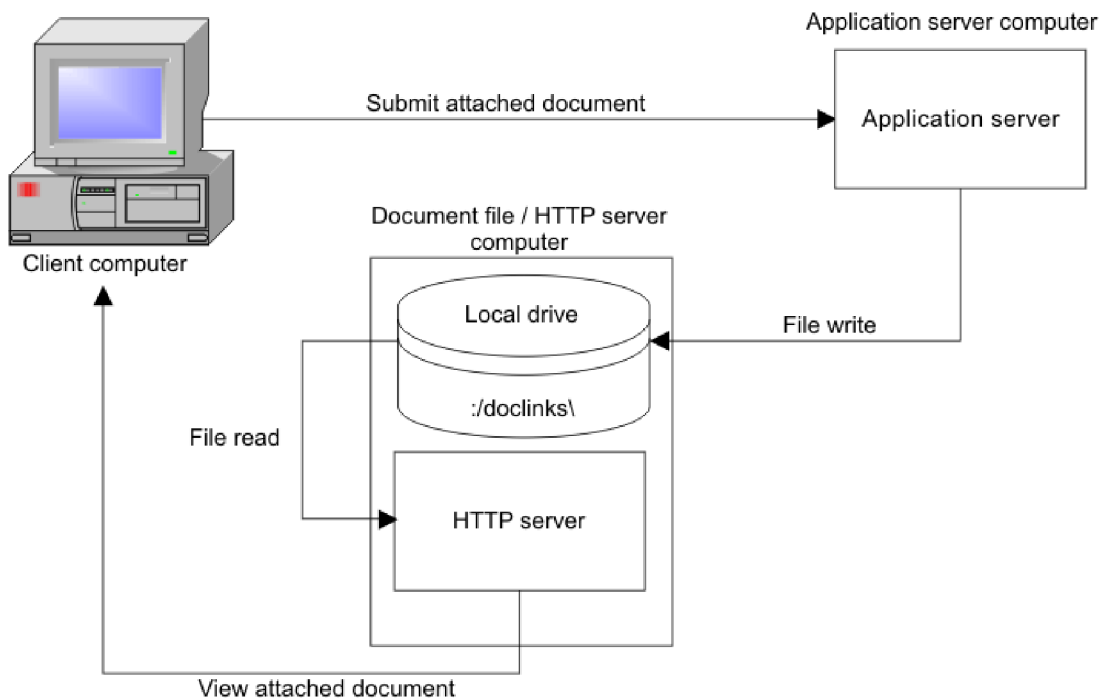 Application server computer
Submit attached document
Application server
Document file / HTTP server
computer
Client computer
Local drive
File write
:/doclinks\
File read
HTTP server
View attached document